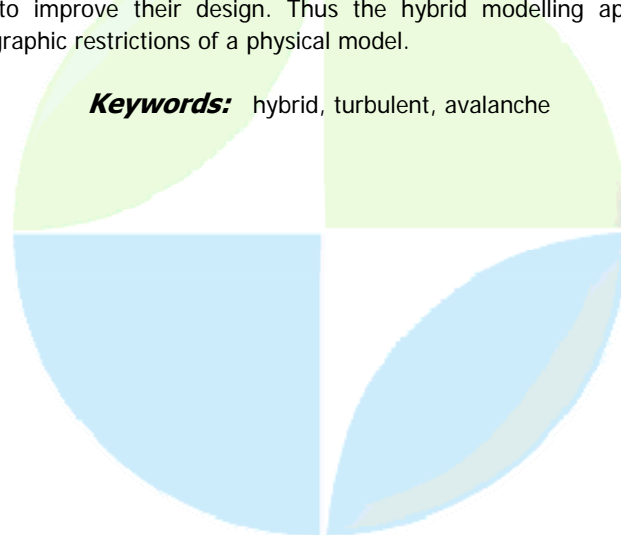 to improve their design. Thus the hybrid modelling ap
graphic restrictions of a physical model.
Keywords: hybrid, turbulent, avalanche